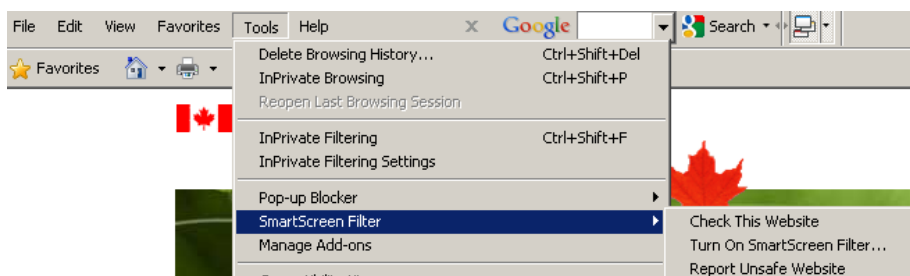 File Edit View Favorites Tools Help x Google Search
Favorites
Delete Browsing History... Ctrl+Shift+Del
InPrivate Browsing Ctrl+Shift+P
Reopen Last Browsing Session
InPrivate Filtering Ctrl+Shift+F
InPrivate Filtering Settings
Pop-up Blocker
SmartScreen Filter
Manage Add-ons
Check This Website
Turn On SmartScreen Filter...
Report Unsafe Website